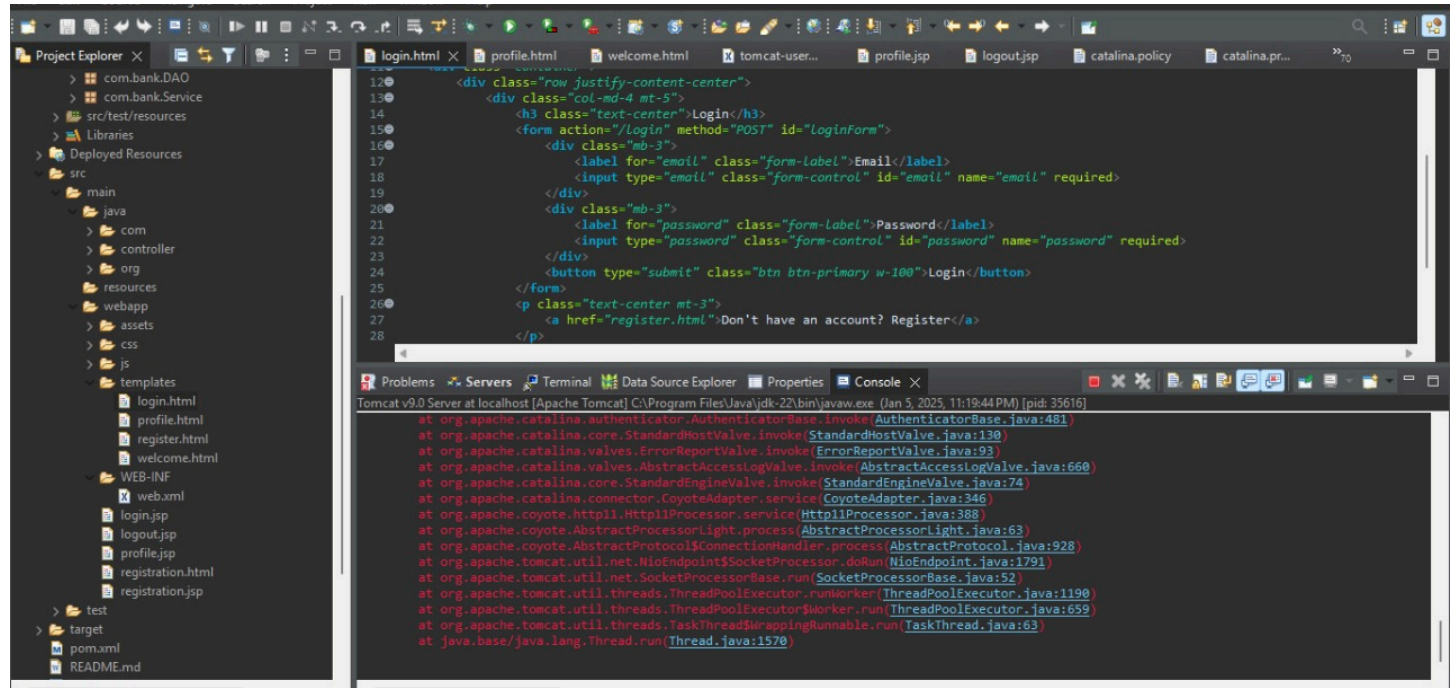 Project Explorer
com.bank.DAO
com.bank.Service
src/test/resources
Libraries
Deployed Resources
src
main
java
com
controller
org
resources
webapp
assets
css
js
templates
login.html
profile.html
register.html
welcome.html
WEB-INF
web.xml
login.jsp
logout.jsp
profile.jsp
registration.html
registration.jsp
test
target
pom.xml
README.md
login.html profile.html welcome.html tomcat-user... profile.jsp logout.jsp catalina.policy catalina.pr... »70
12 <div class="row justify-content-center">
13 <div class="col-md-4 mt-5">
14 <h3 class="text-center">Login</h3>
15 <form action="/login" method="POST" id="loginForm">
16 <div class="mb-3">
17 <label for="email" class="form-label">Email</label>
18 <input type="email" class="form-control" id="email" name="email" required>
19 </div>
20 <div class="mb-3">
21 <label for="password" class="form-label">Password</label>
22 <input type="password" class="form-control" id="password" name="password" required>
23 </div>
24 <button type="submit" class="btn btn-primary w-100">Login</button>
25 </form>
26 <p class="text-center mt-3">
27 <a href="register.html">Don't have an account? Register</a>
28 </p>
Problems Servers Terminal Data Source Explorer Properties Console
Tomcat v9.0 Server at localhost [Apache Tomcat] C:\Program Files\Java\jdk-22\bin\javaw.exe (Jan 5, 2025, 11:19:44 PM) [pid: 35616]
at org.apache.catalina.authenticator.AuthenticatorBase.invoke(AuthenticatorBase.java:481)
at org.apache.catalina.core.StandardHostValve.invoke(StandardHostValve.java:130)
at org.apache.catalina.valves.ErrorReportValve.invoke(ErrorReportValve.java:93)
at org.apache.catalina.valves.AbstractAccessLogValve.invoke(AbstractAccessLogValve.java:660)
at org.apache.catalina.core.StandardEngineValve.invoke(StandardEngineValve.java:74)
at org.apache.catalina.connector.CoyoteAdapter.service(CoyoteAdapter.java:346)
at org.apache.coyote.http11.Http11Processor.service(Http11Processor.java:388)
at org.apache.coyote.AbstractProcessorLight.process(AbstractProcessorLight.java:63)
at org.apache.coyote.AbstractProtocol$ConnectionHandler.process(AbstractProtocol.java:928)
at org.apache.tomcat.util.net.NioEndpoint$SocketProcessor.doRun(NioEndpoint.java:1791)
at org.apache.tomcat.util.net.SocketProcessorBase.run(SocketProcessorBase.java:52)
at org.apache.tomcat.util.threads.ThreadPoolExecutor.runWorker(ThreadPoolExecutor.java:1190)
at org.apache.tomcat.util.threads.ThreadPoolExecutor$Worker.run(ThreadPoolExecutor.java:659)
at org.apache.tomcat.util.threads.TaskThread$WrappingRunnable.run(TaskThread.java:63)
at java.base/java.lang.Thread.run(Thread.java:1570)